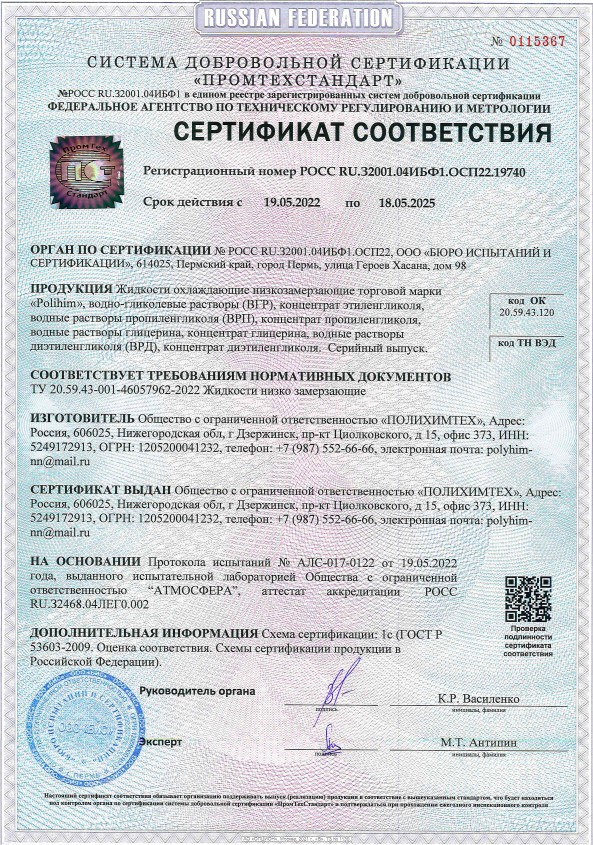 RUSSIAN FEDERATION
№ 0115367
СИСТЕМА ДОБРОВОЛЬНОЙ СЕРТИФИКАЦИИ
«ПРОМТЕХСТАНДАРТ»
№РОСС RU.32001.04ИБФ1 в едином реестре зарегистрированных систем добровольной сертификации
ФЕДЕРАЛЬНОЕ АГЕНТСТВО ПО ТЕХНИЧЕСКОМУ РЕГУЛИРОВАНИЮ И МЕТРОЛОГИИ
СЕРТИФИКАТ СООТВЕТСТВИЯ
ПромТех
Стандарт
Регистрационный номер РОСС RU.32001.04ИБФ1.ОСП22.19740
Срок действия с 19.05.2022 по 18.05.2025
ОРГАН ПО СЕРТИФИКАЦИИ № РОСС RU.32001.04ИБФ1.ОСП22, ООО «БЮРО ИСПЫТАНИЙ И
СЕРТИФИКАЦИИ», 614025, Пермский край, город Пермь, улица Героев Хасана, дом 98
ПРОДУКЦИЯ Жидкости охлаждающие низкозамерзающие торговой марки
«Polihim», водно-гликолевые растворы (ВГР), концентрат этиленгликоля,
водные растворы пропиленгликоля (ВРП), концентрат пропиленгликоля,
водные растворы глицерина, концентрат глицерина, водные растворы
диэтиленгликоля (ВРД), концентрат диэтиленгликоля. Серийный выпуск.
код ОК
20.59.43.120
код ТН ВЭД
СООТВЕТСТВУЕТ ТРЕБОВАНИЯМ НОРМАТИВНЫХ ДОКУМЕНТОВ
ТУ 20.59.43-001-46057962-2022 Жидкости низко замерзающие
ИЗГОТОВИТЕЛЬ Общество с ограниченной ответственностью «ПОЛИХИМТЕХ», Адрес:
Россия, 606025, Нижегородская обл, г Дзержинск, пр-кт Циолковского, д 15, офис 373, ИНН:
5249172913, ОГРН: 1205200041232, телефон: +7 (987) 552-66-66, электронная почта: polyhim-
nn@mail.ru
СЕРТИФИКАТ ВЫДАН Общество с ограниченной ответственностью «ПОЛИХИМТЕХ», Адрес:
Россия, 606025, Нижегородская обл, г Дзержинск, пр-кт Циолковского, д 15, офис 373, ИНН:
5249172913, ОГРН: 1205200041232, телефон: +7 (987) 552-66-66, электронная почта: polyhim-
nn@mail.ru
НА ОСНОВАНИИ Протокола испытаний № АЛС-017-0122 от 19.05.2022
года, выданного испытательной лабораторией Общества с ограниченной
ответственностью "АТМОСФЕРА", аттестат аккредитации РОСС
RU.32468.04ЛЕГ0.002
Проверка
подлинности
сертификата
соответствия
ДОПОЛНИТЕЛЬНАЯ ИНФОРМАЦИЯ Схема сертификации: 1с (ГОСТ Р
53603-2009. Оценка соответствия. Схемы сертификации продукции в
Российской Федерации).
Руководитель органа
подпись
К.Р. Василенко
инициалы, фамилия
Эксперт
подпись
М.Т. Антипин
инициалы, фамилия
Настоящий сертификат соответствия обязывает организацию поддерживать выпуск (реализацию) продукции в соответствии с вышеуказанным стандартом, что будет находиться
под контролем органа по сертификации системы добровольной сертификации «ПромТехСтандарт» и подтверждаться при прохождении ежегодного инспекционного контроля